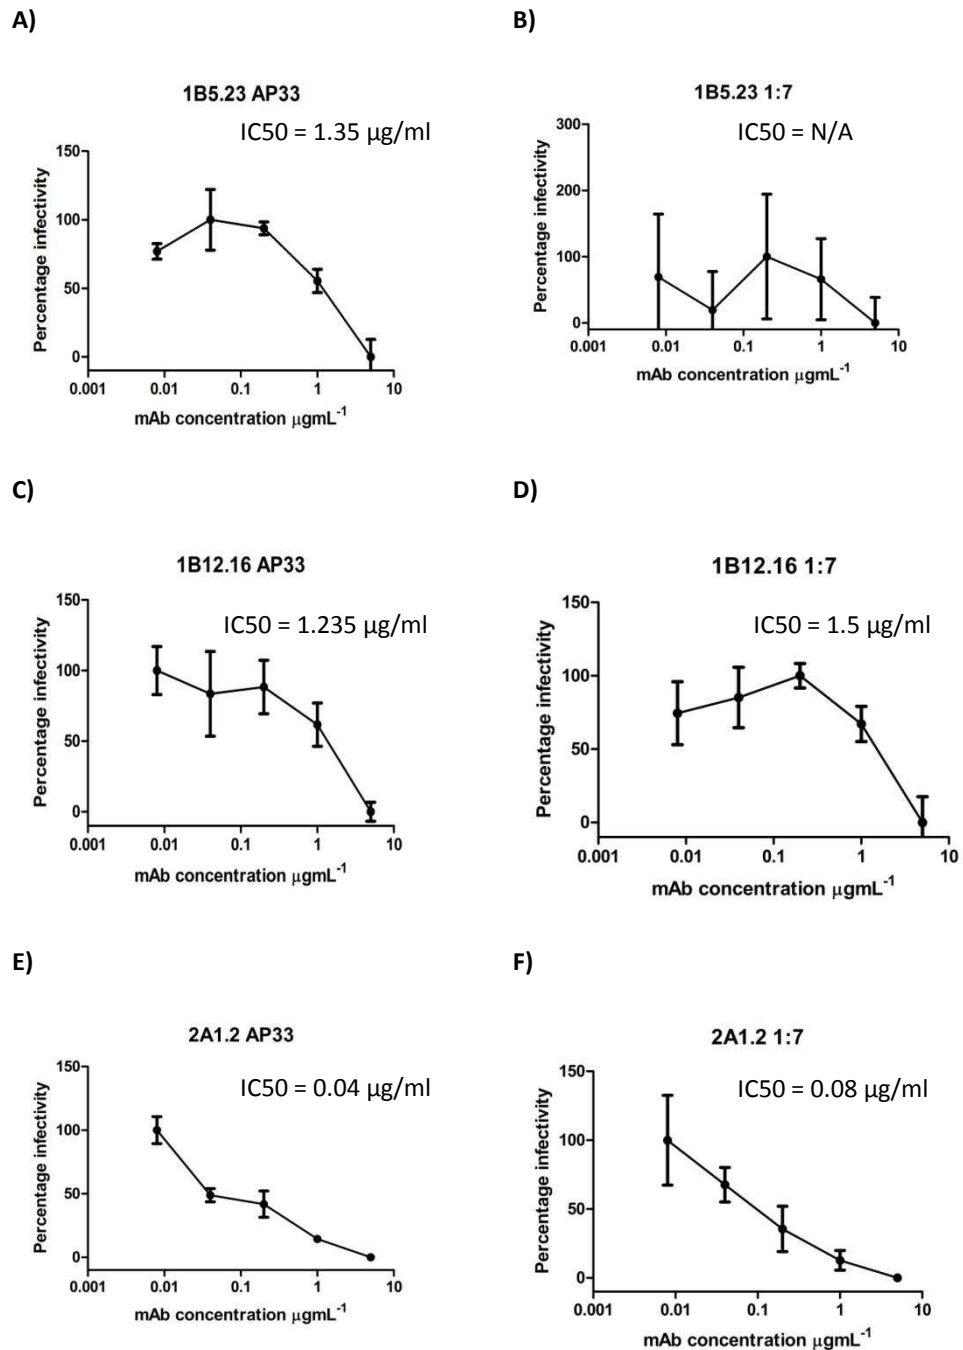 A)
1B5.23 AP33
IC50 = 1.35 µg/ml
Percentage infectivity
150
100
50
0
0.001 0.01 0.1 1 10
mAb concentration µgmL⁻¹
B)
1B5.23 1:7
IC50 = N/A
Percentage infectivity
300
200
100
0
0.001 0.01 0.1 1 10
mAb concentration µgmL⁻¹
C)
1B12.16 AP33
IC50 = 1.235 µg/ml
Percentage infectivity
150
100
50
0
0.001 0.01 0.1 1 10
mAb concentration µgmL⁻¹
D)
1B12.16 1:7
IC50 = 1.5 µg/ml
Percentage infectivity
150
100
50
0
0.001 0.01 0.1 1 10
mAb concentration µgmL⁻¹
E)
2A1.2 AP33
IC50 = 0.04 µg/ml
Percentage infectivity
150
100
50
0
0.001 0.01 0.1 1 10
mAb concentration µgmL⁻¹
F)
2A1.2 1:7
IC50 = 0.08 µg/ml
Percentage infectivity
150
100
50
0
0.001 0.01 0.1 1 10
mAb concentration µgmL⁻¹